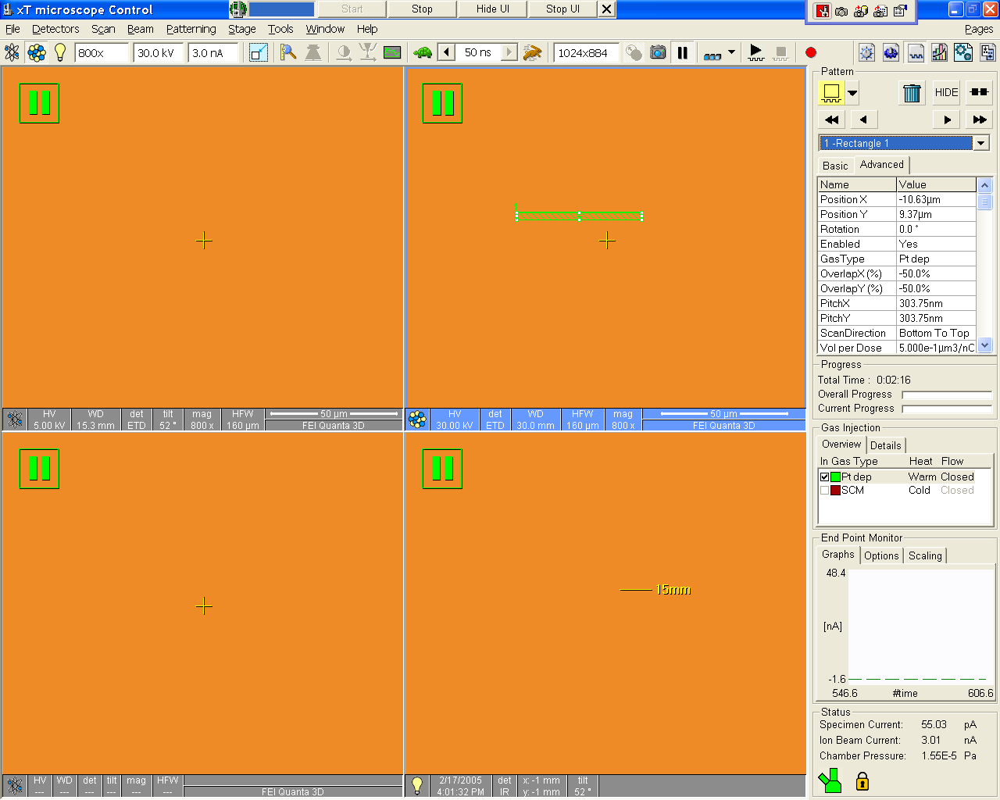 xT microscope Control
Start Stop Hide UI Stop UI
File Detectors Scan Beam Patterning Stage Tools Window Help Pages
800x 30.0 kV 3.0 nA 50 ns 1024x884
Pattern
HIDE
1 -Rectangle 1
Basic Advanced
Name Value
Position X -10.63µm
Position Y 9.37µm
Rotation 0.0 °
Enabled Yes
GasType Pt dep
OverlapX (%) -50.0%
OverlapY (%) -50.0%
PitchX 303.75nm
PitchY 303.75nm
ScanDirection Bottom To Top
Vol per Dose 5.000e-1µm3/nC
Progress
Total Time : 0:02:16
Overall Progress
Current Progress
1
HV WD det tilt mag HFW 50 µm
5.00 kV 15.3 mm ETD 52 ° 800 x 160 µm FEI Quanta 3D
HV det WD HFW mag 50 µm
30.00 kV ETD 30.0 mm 160 µm 800 x FEI Quanta 3D
Gas Injection
Overview Details
In Gas Type Heat Flow
Pt dep Warm Closed
SCM Cold Closed
End Point Monitor
Graphs Options Scaling
48.4
[nA]
-1.6
546.6 #time 606.6
15mm
Status
Specimen Current: 55.03 pA
Ion Beam Current: 3.01 nA
Chamber Pressure: 1.55E-5 Pa
HV WD det tilt mag HFW
--- --- --- --- --- --- FEI Quanta 3D
2/17/2005 det x: -1 mm tilt
4:01:32 PM IR y: -1 mm 52 °